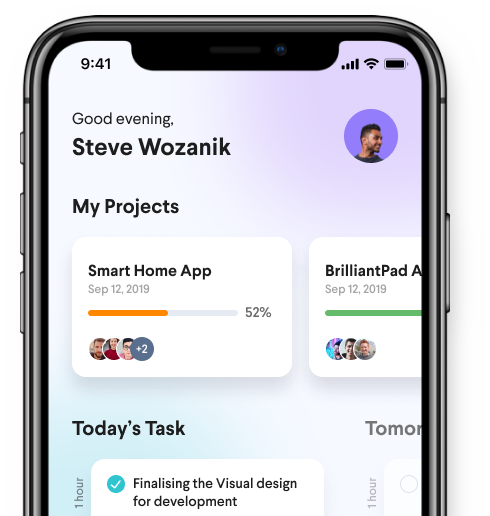 9:41
Good evening,
Steve Wozanik
My Projects
Smart Home App
Sep 12, 2019
52%
+2
BrilliantPad A
Sep 12, 2019
Today’s Task
Tomor
1 hour
Finalising the Visual design
for development
1 hour